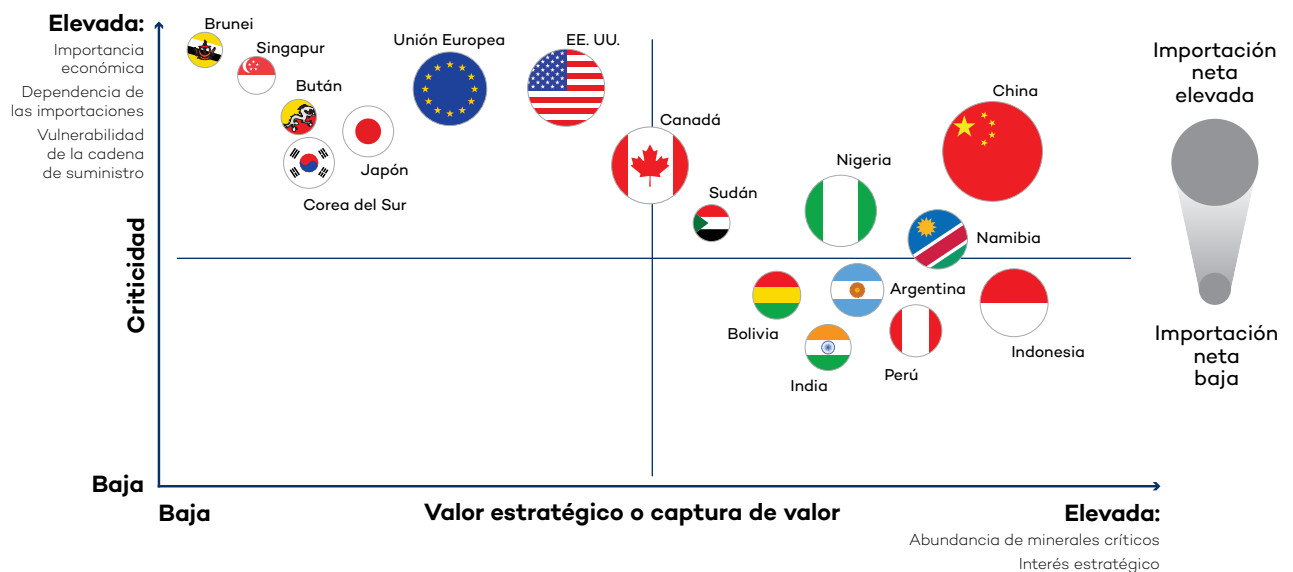 Elevada:
Importancia
económica
Dependencia de
las importaciones
Vulnerabilidad
de la cadena
de suministro
Criticidad
Baja
Brunei
Singapur
Bután
Corea del Sur
Japón
Unión Europea
EE. UU.
Canadá
Sudán
Nigeria
China
Namibia
Bolivia
Argentina
India
Perú
Indonesia
Importación
neta
elevada
Importación
neta
baja
Baja
Valor estratégico o captura de valor
Elevada:
Abundancia de minerales críticos
Interés estratégico